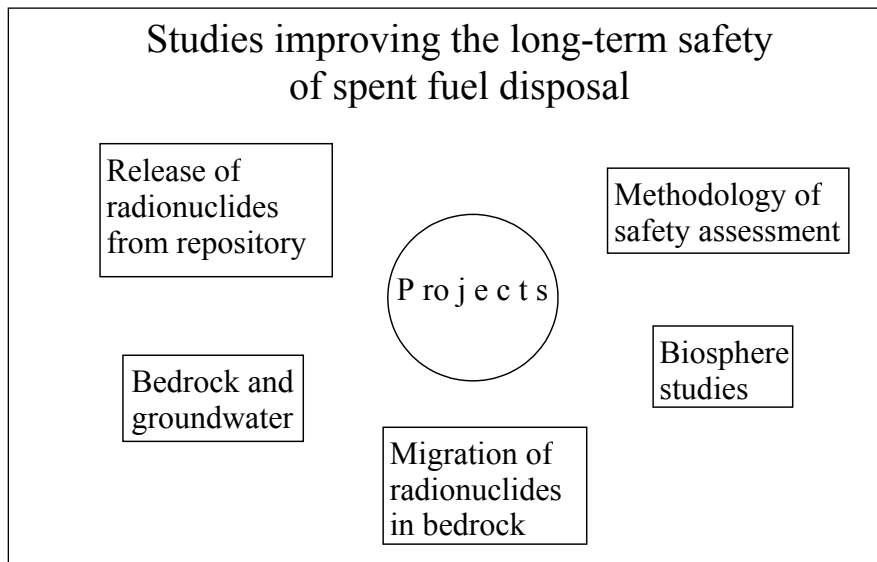 Studies improving the long-term safety
of spent fuel disposal
Release of
radionuclides
from repository
Methodology of
safety assessment
P r o j e c t s
Bedrock and
groundwater
Biosphere
studies
Migration of
radionuclides
in bedrock